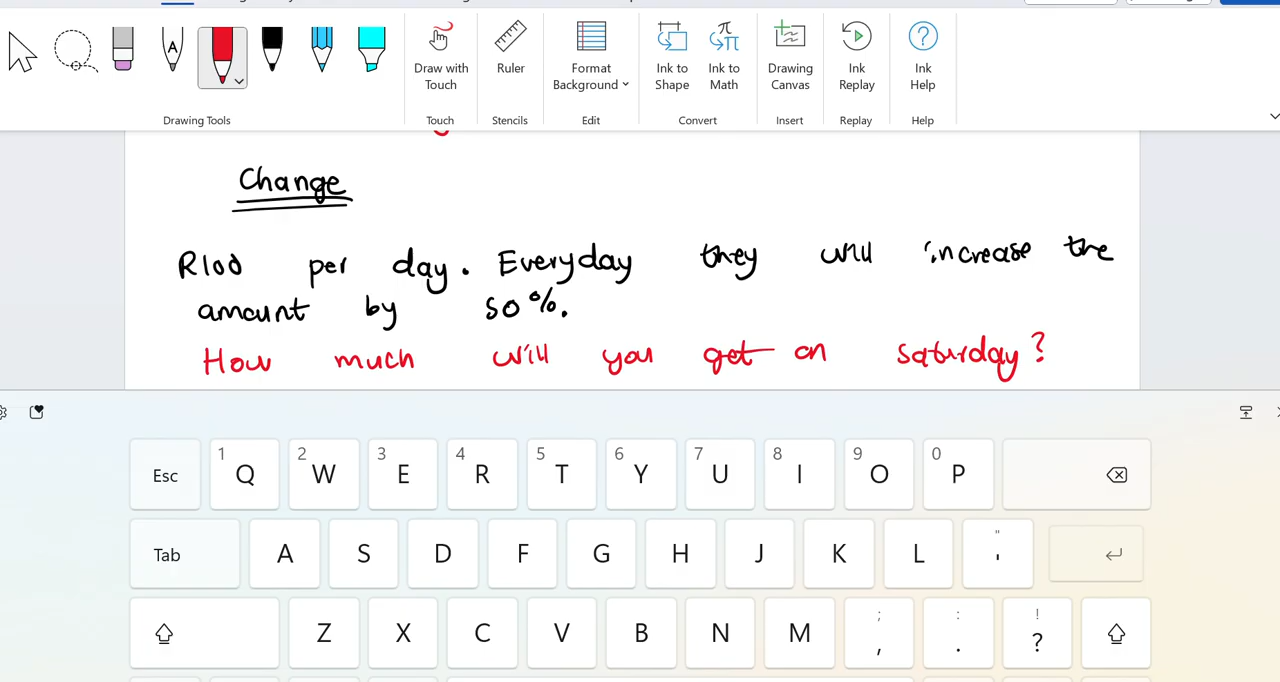 Draw with Touch
Ruler
Format Background
Ink to Shape
Ink to Math
Drawing Canvas
Ink Replay
Ink Help
Drawing Tools
Touch
Stencils
Edit
Convert
Insert
Replay
Help
Change
R100 per day. Everyday they will increase the
amount by 50%.
How much will you get on saturday?
Esc 1 Q 2 W 3 E 4 R 5 T 6 Y 7 U 8 I 9 O 0 P
Tab A S D F G H J K L " '
Z X C V B N M ; , : . ! ?